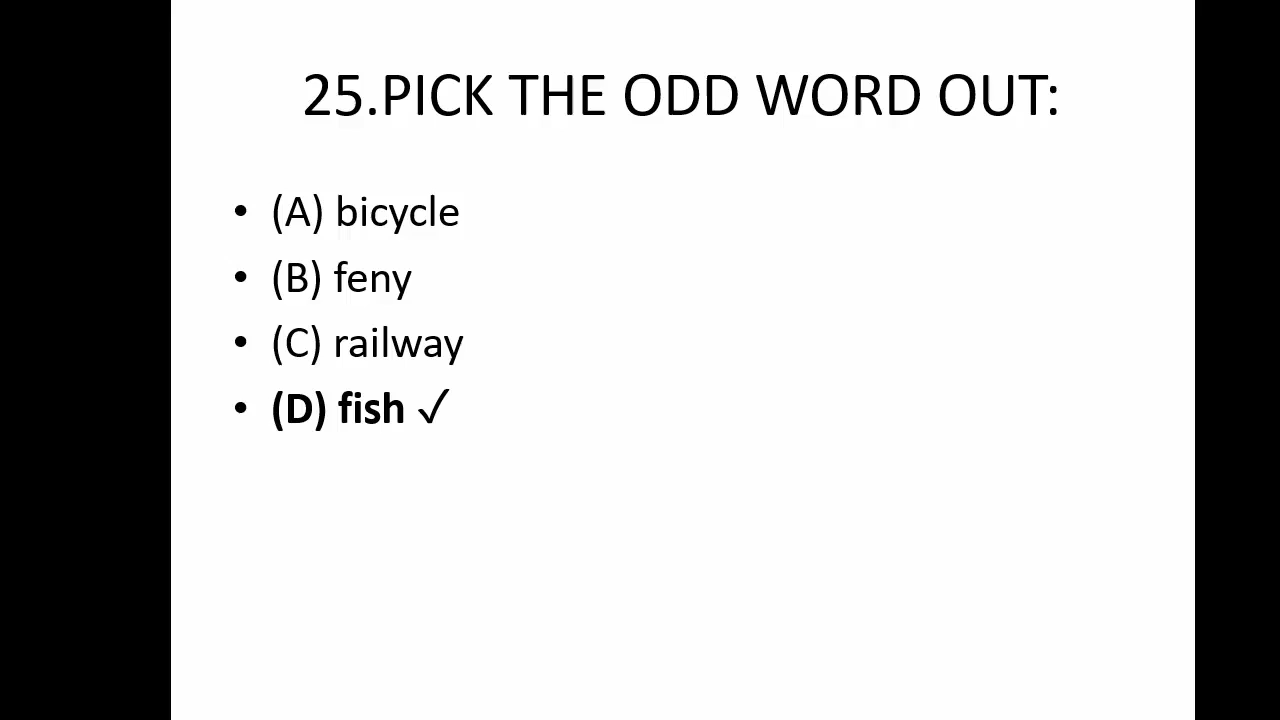 25.PICK THE ODD WORD OUT:
• (A) bicycle
• (B) feny
• (C) railway
• (D) fish ✓